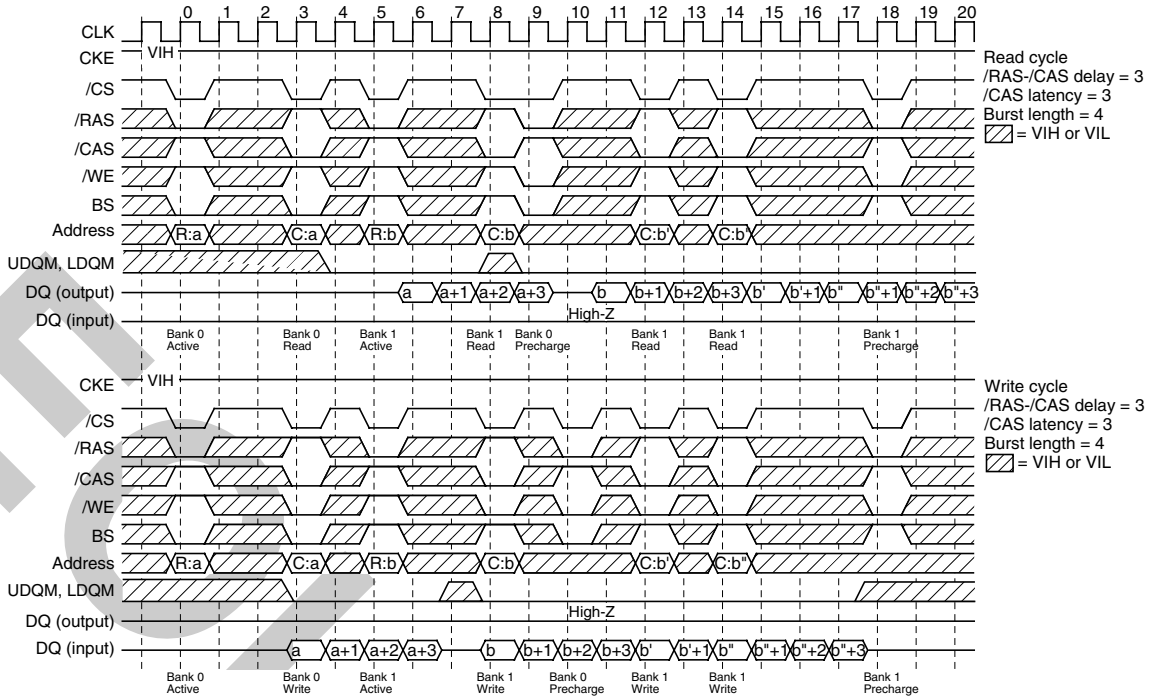 0 1 2 3 4 5 6 7 8 9 10 11 12 13 14 15 16 17 18 19 20
CLK
CKE VIH
/CS
/RAS
/CAS
/WE
BS
Address R:a C:a R:b C:b C:b' C:b"
UDQM, LDQM
DQ (output) a a+1 a+2 a+3 b b+1 b+2 b+3 b' b'+1 b" b"+1 b"+2 b"+3
High-Z
DQ (input)
Bank 0 Active Bank 0 Read Bank 1 Active Bank 1 Read Bank 0 Precharge Bank 1 Read Bank 1 Read Bank 1 Precharge
Read cycle
/RAS-/CAS delay = 3
/CAS latency = 3
Burst length = 4
= VIH or VIL
CKE VIH
/CS
/RAS
/CAS
/WE
BS
Address R:a C:a R:b C:b C:b' C:b"
UDQM, LDQM
High-Z
DQ (output)
DQ (input) a a+1 a+2 a+3 b b+1 b+2 b+3 b' b'+1 b" b"+1 b"+2 b"+3
Bank 0 Active Bank 0 Write Bank 1 Active Bank 1 Write Bank 0 Precharge Bank 1 Write Bank 1 Write Bank 1 Precharge
Write cycle
/RAS-/CAS delay = 3
/CAS latency = 3
Burst length = 4
= VIH or VIL